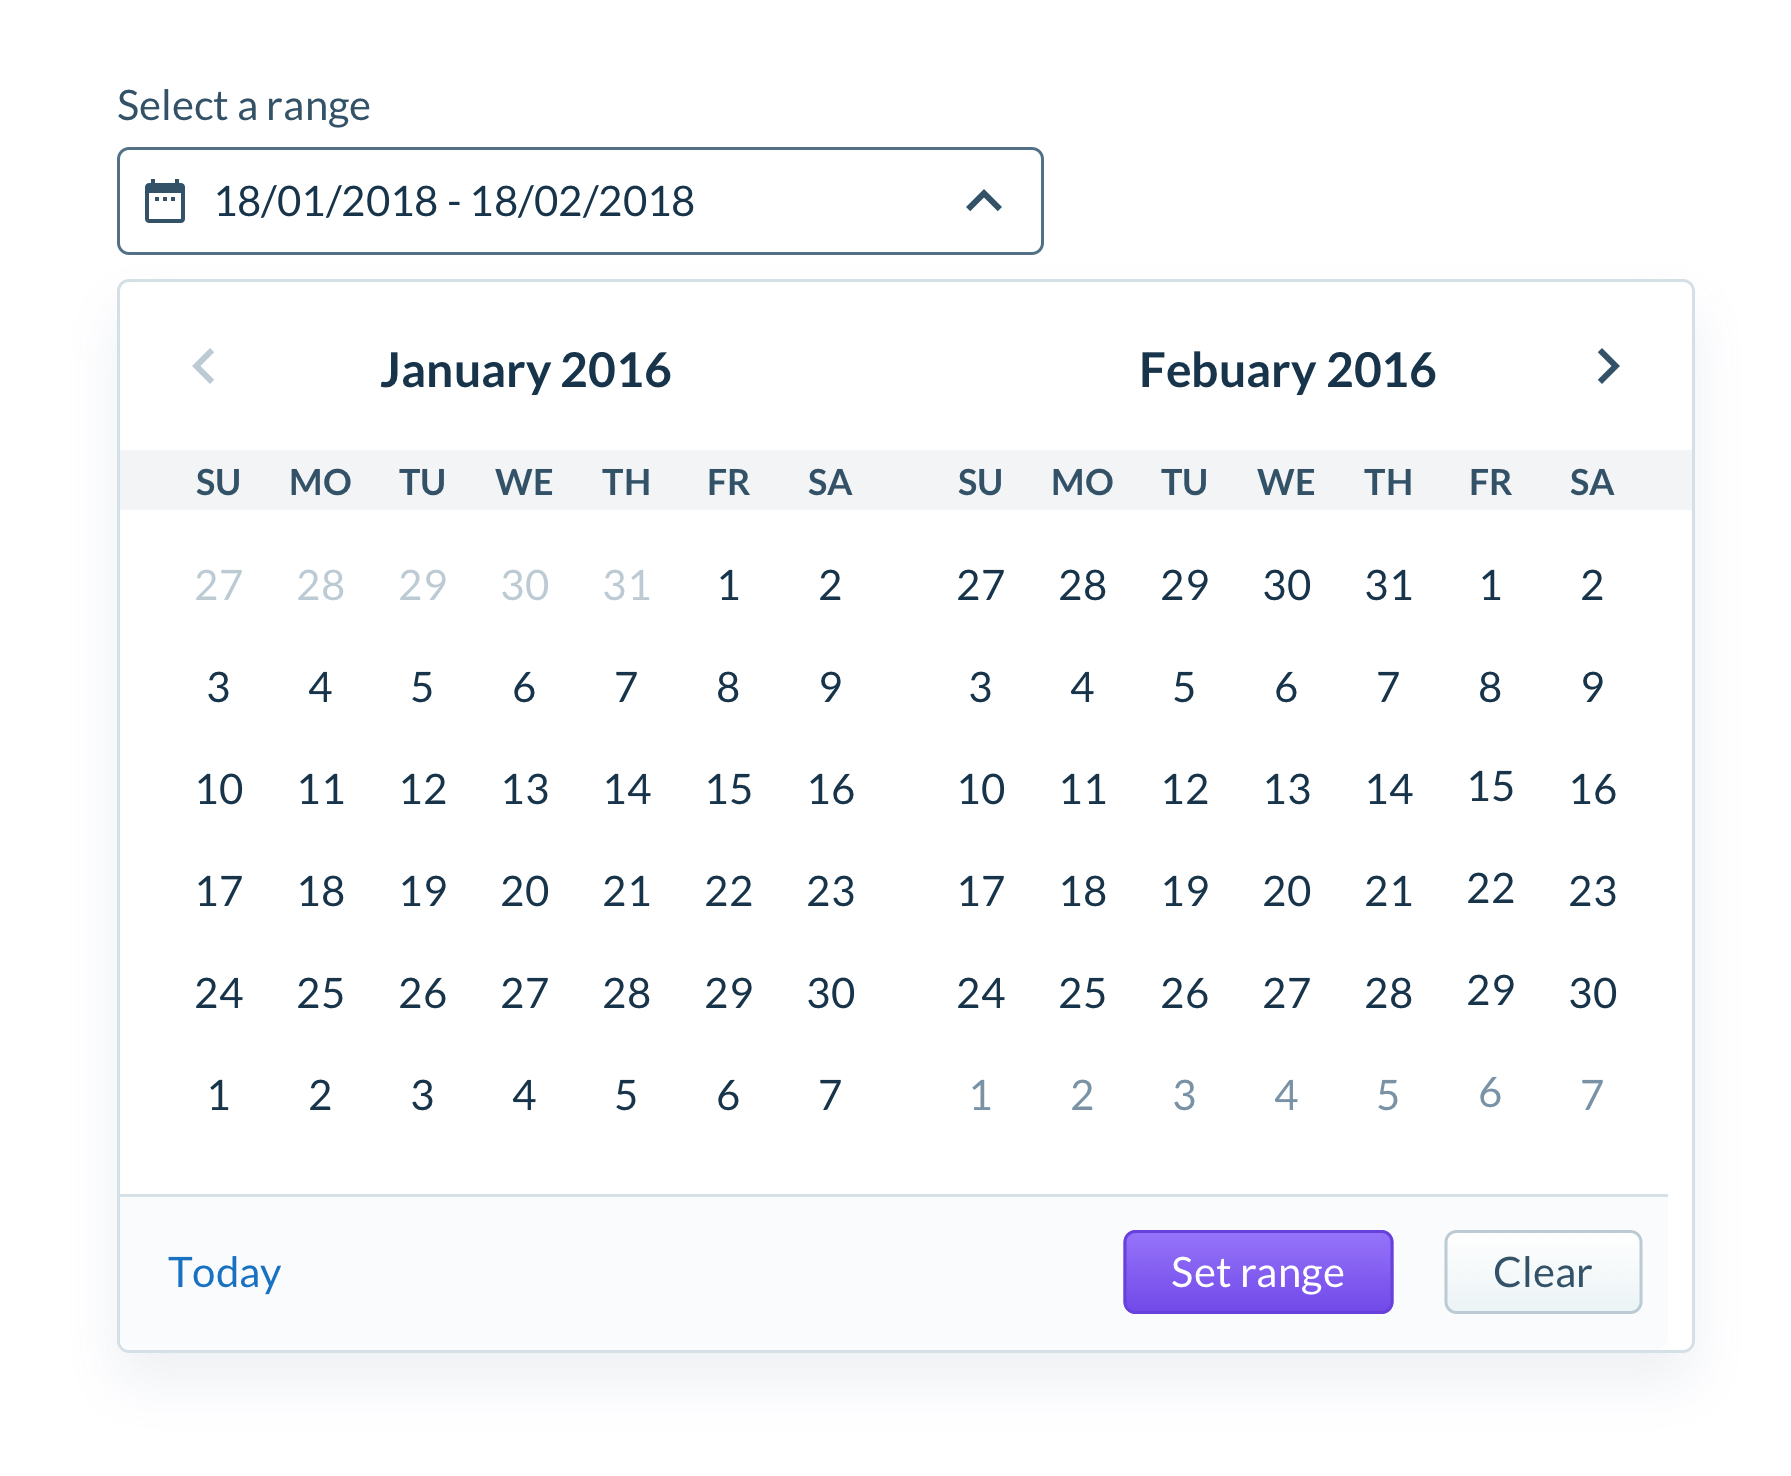 Select a range
18/01/2018 - 18/02/2018
January 2016 Febuary 2016
SU MO TU WE TH FR SA SU MO TU WE TH FR SA
27 28 29 30 31 1 2 27 28 29 30 31 1 2
3 4 5 6 7 8 9 3 4 5 6 7 8 9
10 11 12 13 14 15 16 10 11 12 13 14 15 16
17 18 19 20 21 22 23 17 18 19 20 21 22 23
24 25 26 27 28 29 30 24 25 26 27 28 29 30
1 2 3 4 5 6 7 1 2 3 4 5 6 7
Today Set range Clear